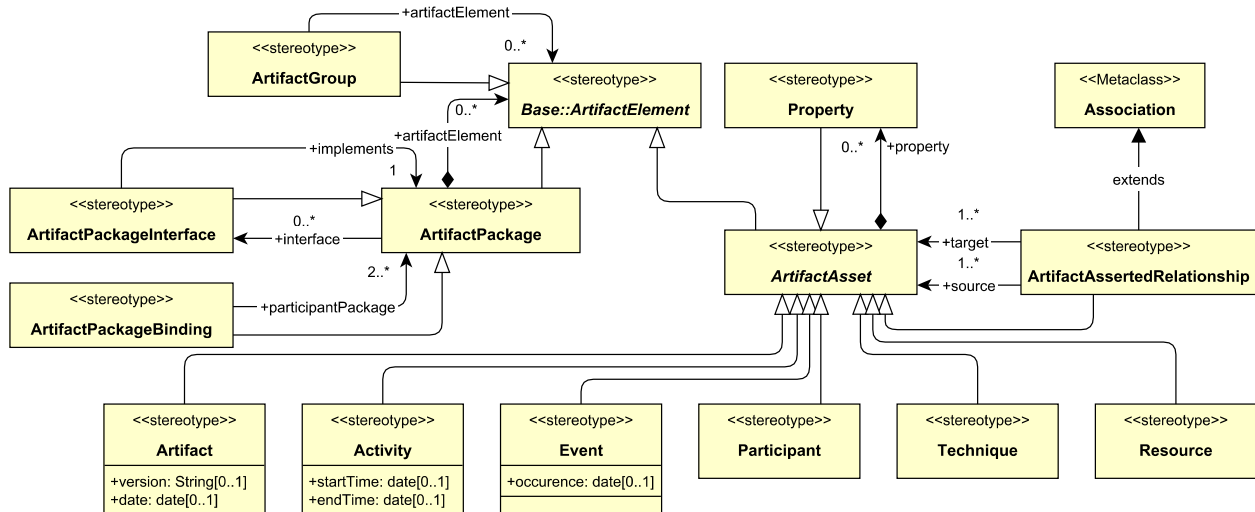 +artifactElement
0..*
<<stereotype>>
ArtifactGroup
<<stereotype>>
Base::ArtifactElement
<<stereotype>>
Property
<<Metaclass>>
Association
0..*
+artifactElement
+implements
1
0..*
+property
extends
<<stereotype>>
ArtifactPackageInterface
0..*
+interface
<<stereotype>>
ArtifactPackage
2..*
<<stereotype>>
ArtifactAsset
1..*
+target
1..*
+source
<<stereotype>>
ArtifactAssertedRelationship
<<stereotype>>
ArtifactPackageBinding
+participantPackage
<<stereotype>>
Artifact
+version: String[0..1]
+date: date[0..1]
<<stereotype>>
Activity
+startTime: date[0..1]
+endTime: date[0..1]
<<stereotype>>
Event
+occurence: date[0..1]
<<stereotype>>
Participant
<<stereotype>>
Technique
<<stereotype>>
Resource